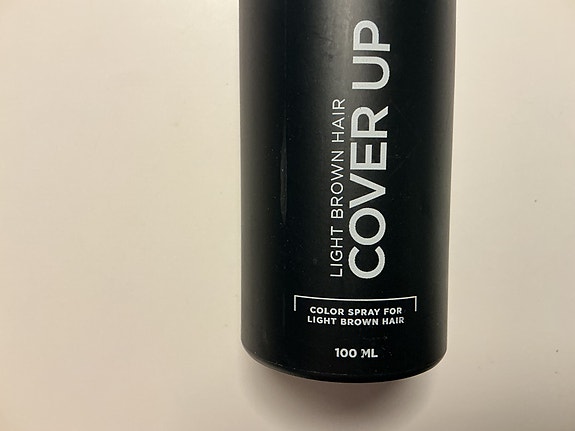 LIGHT BROWN HAIR
COVER UP
COLOR SPRAY FOR
LIGHT BROWN HAIR
100 ML